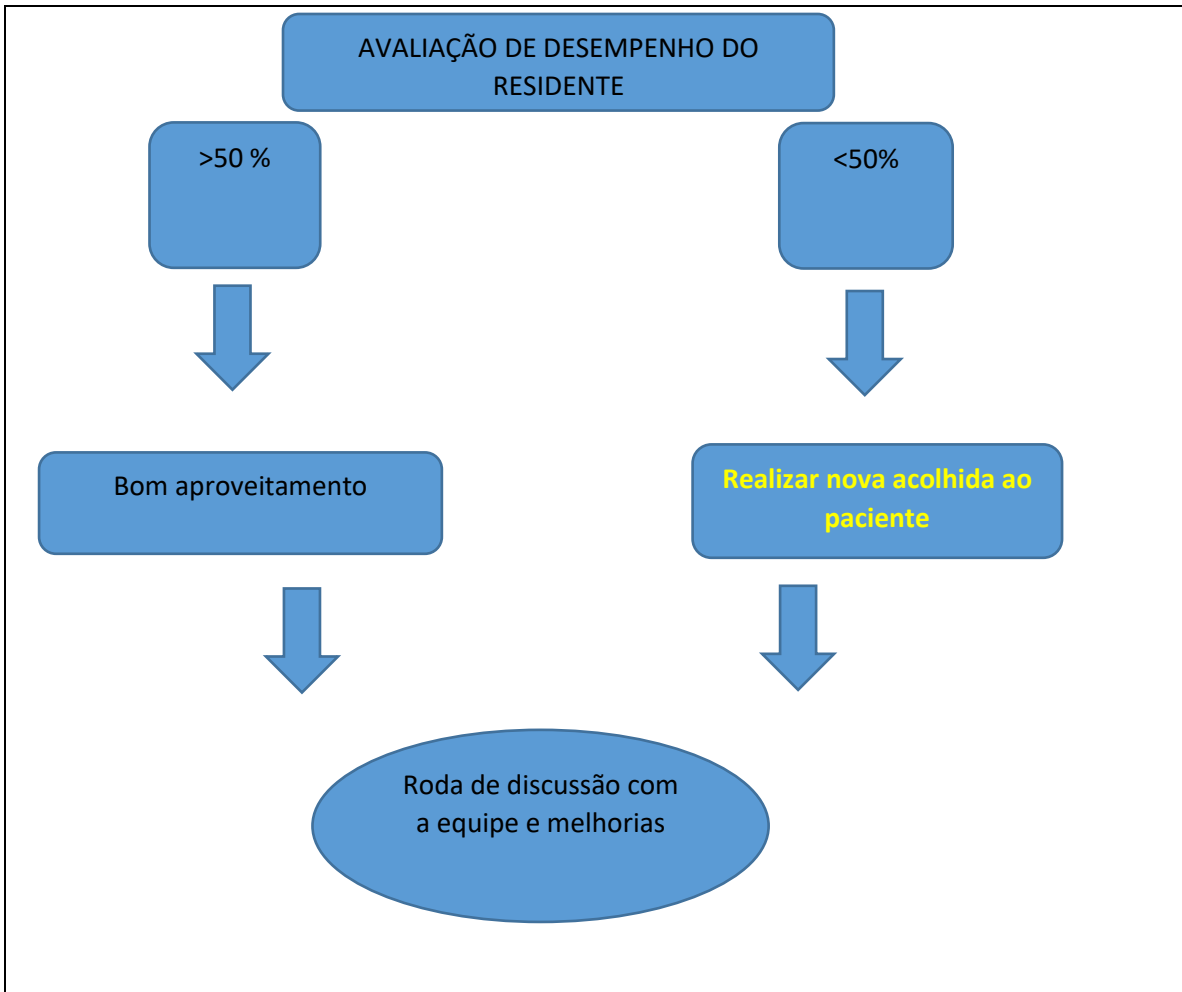 AVALIAÇÃO DE DESEMPENHO DO
RESIDENTE
>50 %
<50%
Bom aproveitamento
Realizar nova acolhida ao
paciente
Roda de discussão com
a equipe e melhorias